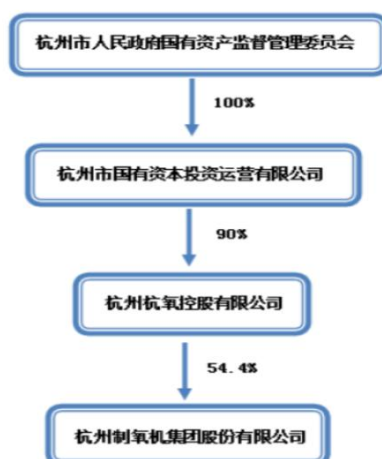 杭州市人民政府国有资产监督管理委员会
100%
杭州市国有资本投资运营有限公司
90%
杭州杭氧控股有限公司
54.4%
杭州制氧机集团股份有限公司